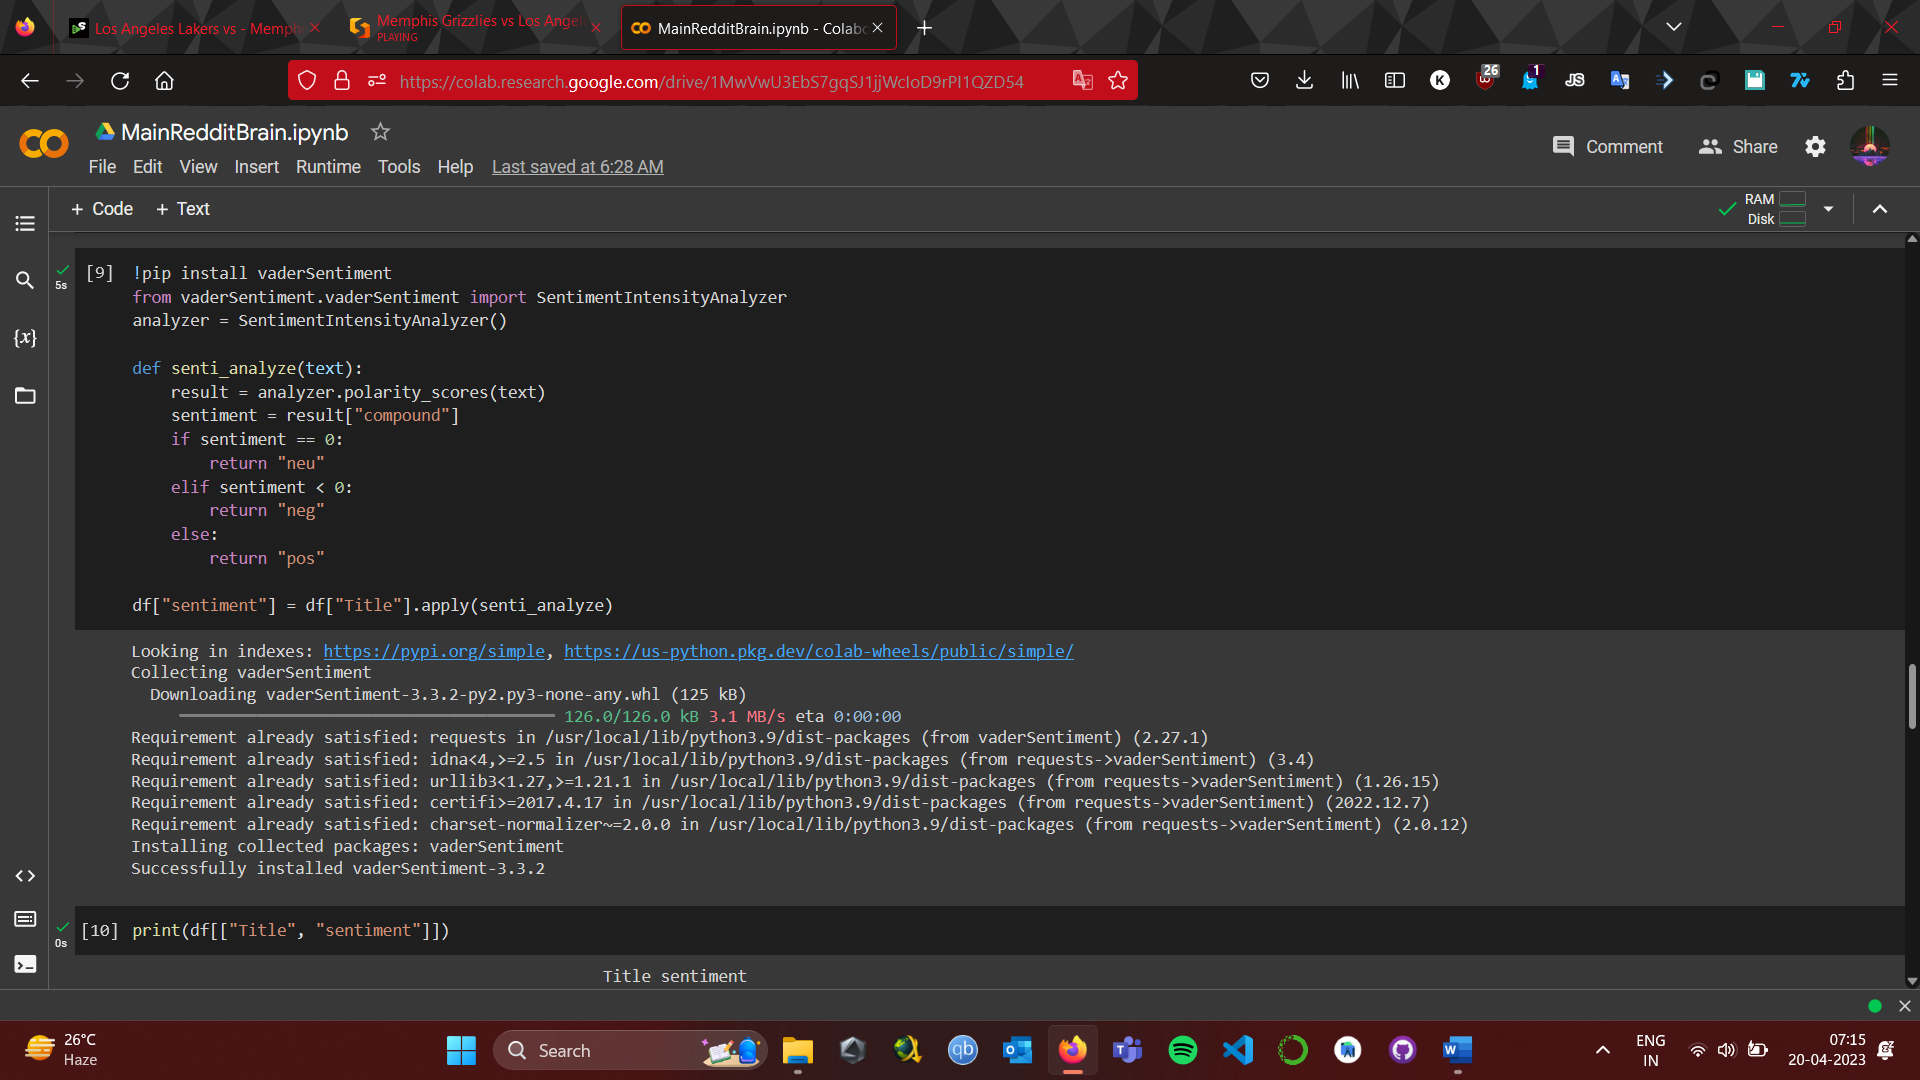 Los Angeles Lakers vs - Memph
Memphis Grizzlies vs Los Angele
PLAYING
MainRedditBrain.ipynb - Colabo
https://colab.research.google.com/drive/1MwVwU3EbS7gqSJ1jjWcIoD9rPI1QZD54
26
1
K
JS
MainRedditBrain.ipynb
File Edit View Insert Runtime Tools Help Last saved at 6:28 AM
Comment
Share
+ Code + Text
RAM
Disk
[9] !pip install vaderSentiment
5s
from vaderSentiment.vaderSentiment import SentimentIntensityAnalyzer
analyzer = SentimentIntensityAnalyzer()
def senti_analyze(text):
result = analyzer.polarity_scores(text)
sentiment = result["compound"]
if sentiment == 0:
return "neu"
elif sentiment < 0:
return "neg"
else:
return "pos"
df["sentiment"] = df["Title"].apply(senti_analyze)
Looking in indexes: https://pypi.org/simple, https://us-python.pkg.dev/colab-wheels/public/simple/
Collecting vaderSentiment
Downloading vaderSentiment-3.3.2-py2.py3-none-any.whl (125 kB)
126.0/126.0 kB 3.1 MB/s eta 0:00:00
Requirement already satisfied: requests in /usr/local/lib/python3.9/dist-packages (from vaderSentiment) (2.27.1)
Requirement already satisfied: idna<4,>=2.5 in /usr/local/lib/python3.9/dist-packages (from requests->vaderSentiment) (3.4)
Requirement already satisfied: urllib3<1.27,>=1.21.1 in /usr/local/lib/python3.9/dist-packages (from requests->vaderSentiment) (1.26.15)
Requirement already satisfied: certifi>=2017.4.17 in /usr/local/lib/python3.9/dist-packages (from requests->vaderSentiment) (2022.12.7)
Requirement already satisfied: charset-normalizer~=2.0.0 in /usr/local/lib/python3.9/dist-packages (from requests->vaderSentiment) (2.0.12)
Installing collected packages: vaderSentiment
Successfully installed vaderSentiment-3.3.2
[10] print(df[["Title", "sentiment"]])
0s
Title sentiment
26°C
Haze
Search
qb
ENG
IN
07:15
20-04-2023